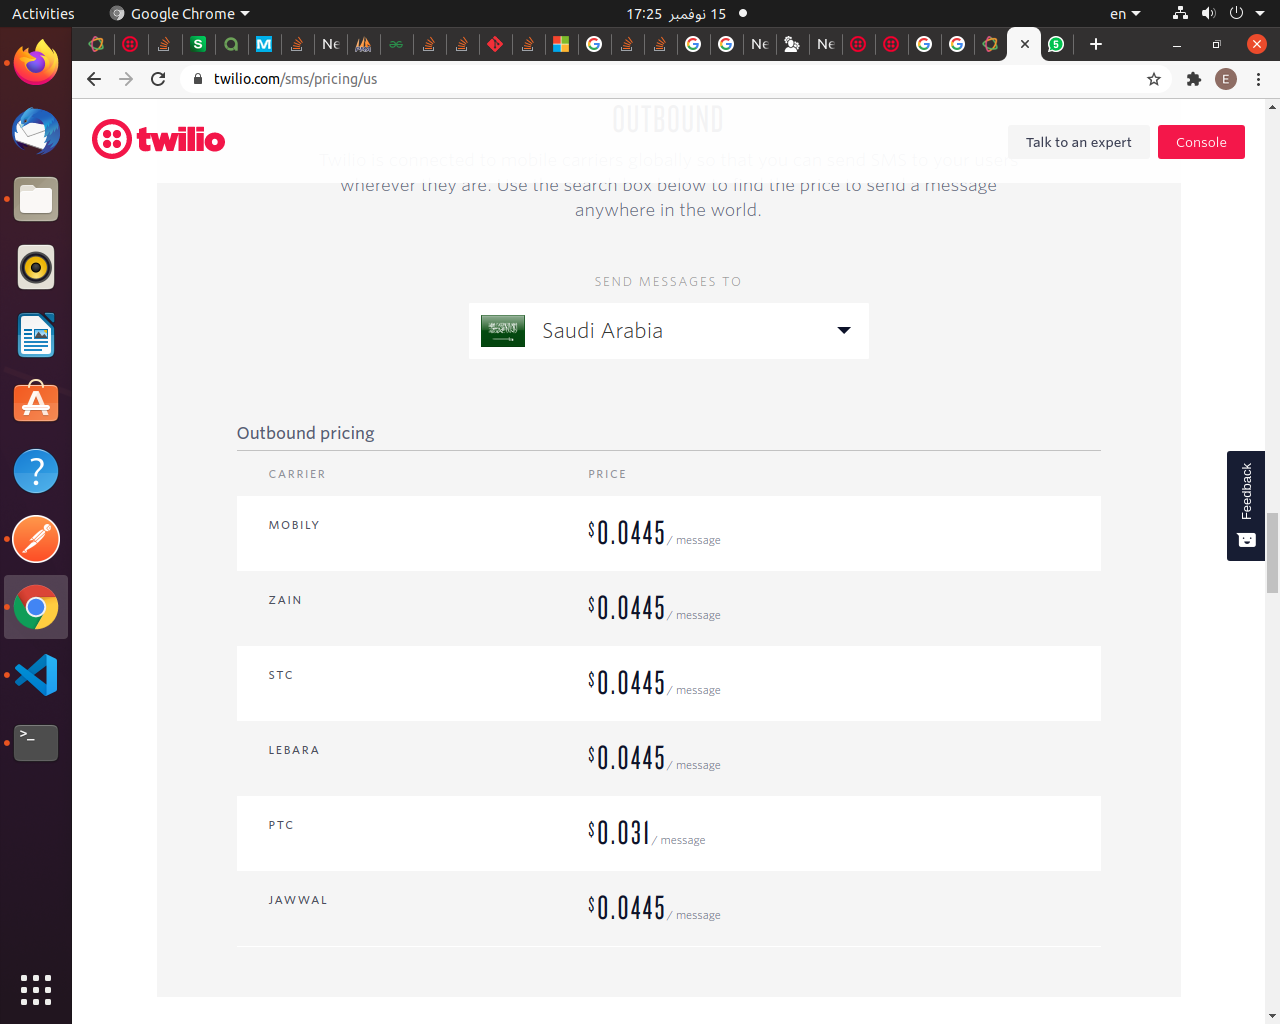 Activities
Google Chrome
15 نوفمبر 17:25
en
Ne
Ne
Ne
5
twilio.com/sms/pricing/us
E
OUTBOUND
twilio
Talk to an expert
Console
Twilio is connected to mobile carriers globally so that you can send SMS to your users
wherever they are. Use the search box below to find the price to send a message
anywhere in the world.
SEND MESSAGES TO
Saudi Arabia
Outbound pricing
CARRIER PRICE
MOBILY $0.0445 / message
ZAIN $0.0445 / message
STC $0.0445 / message
LEBARA $0.0445 / message
PTC $0.031 / message
JAWWAL $0.0445 / message
Feedback